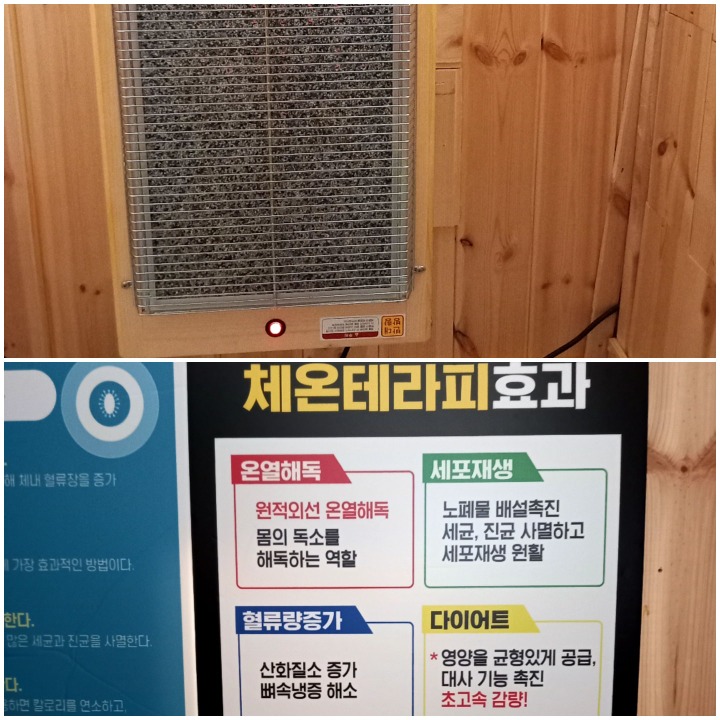 반대
방향
해 체내 혈류장을 증가
가장 효과적인 방법이다.
한다.
많은 세균과 진균을 사멸한다.
다.
하면 칼로리를 연소하고,
체온테라피효과
온열해독
원적외선 온열해독
몸의 독소를
해독하는 역할
세포재생
노폐물 배설촉진
세균, 진균 사멸하고
세포재생 원활
혈류량증가
산화질소 증가
뼈속냉증 해소
다이어트
* 영양을 균형있게 공급,
대사 기능 촉진
초고속 감량!